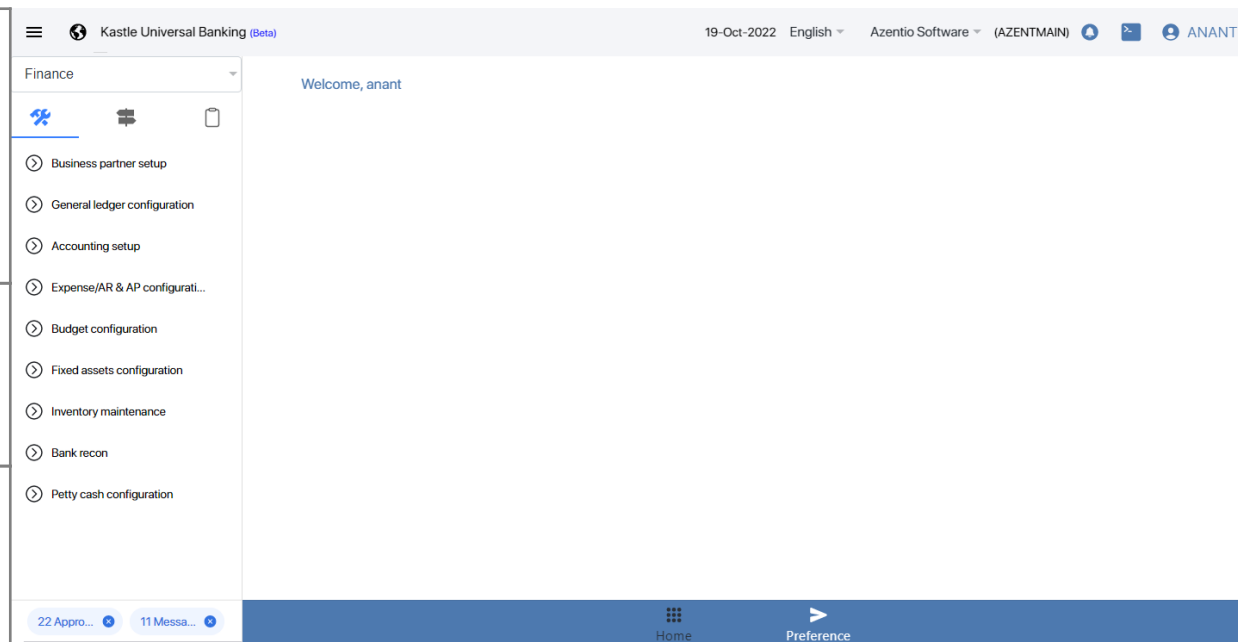 Kastle Universal Banking (Beta)
19-Oct-2022 English Azentio Software (AZENTMAIN) ANANT
Finance
Welcome, anant
Business partner setup
General ledger configuration
Accounting setup
Expense/AR & AP configurati...
Budget configuration
Fixed assets configuration
Inventory maintenance
Bank recon
Petty cash configuration
22 Appro... 11 Messa...
Home Preference